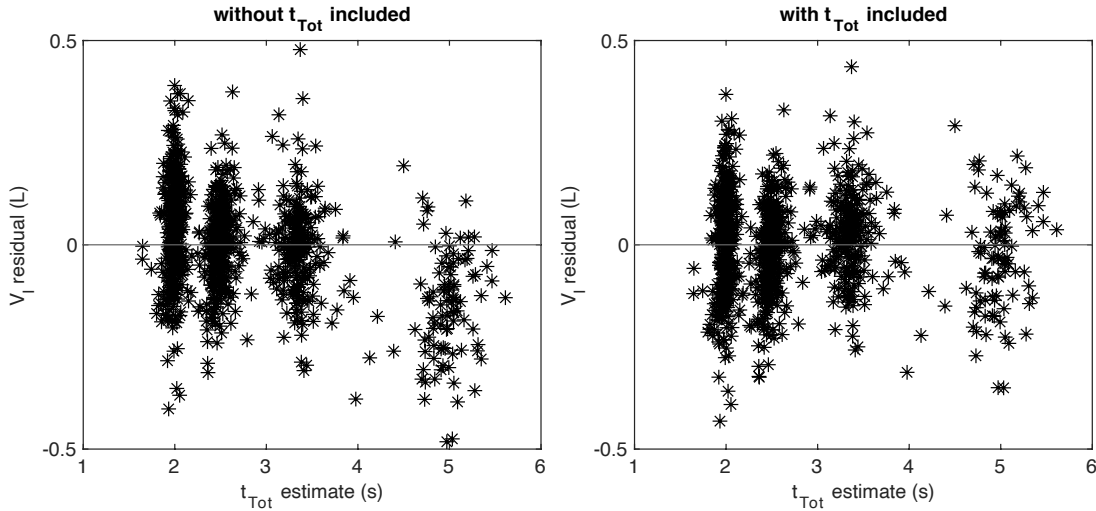 without t_Tot included
0.5
0
-0.5
V_I residual (L)
1 2 3 4 5 6
t_Tot estimate (s)
with t_Tot included
0.5
0
-0.5
V_I residual (L)
1 2 3 4 5 6
t_Tot estimate (s)